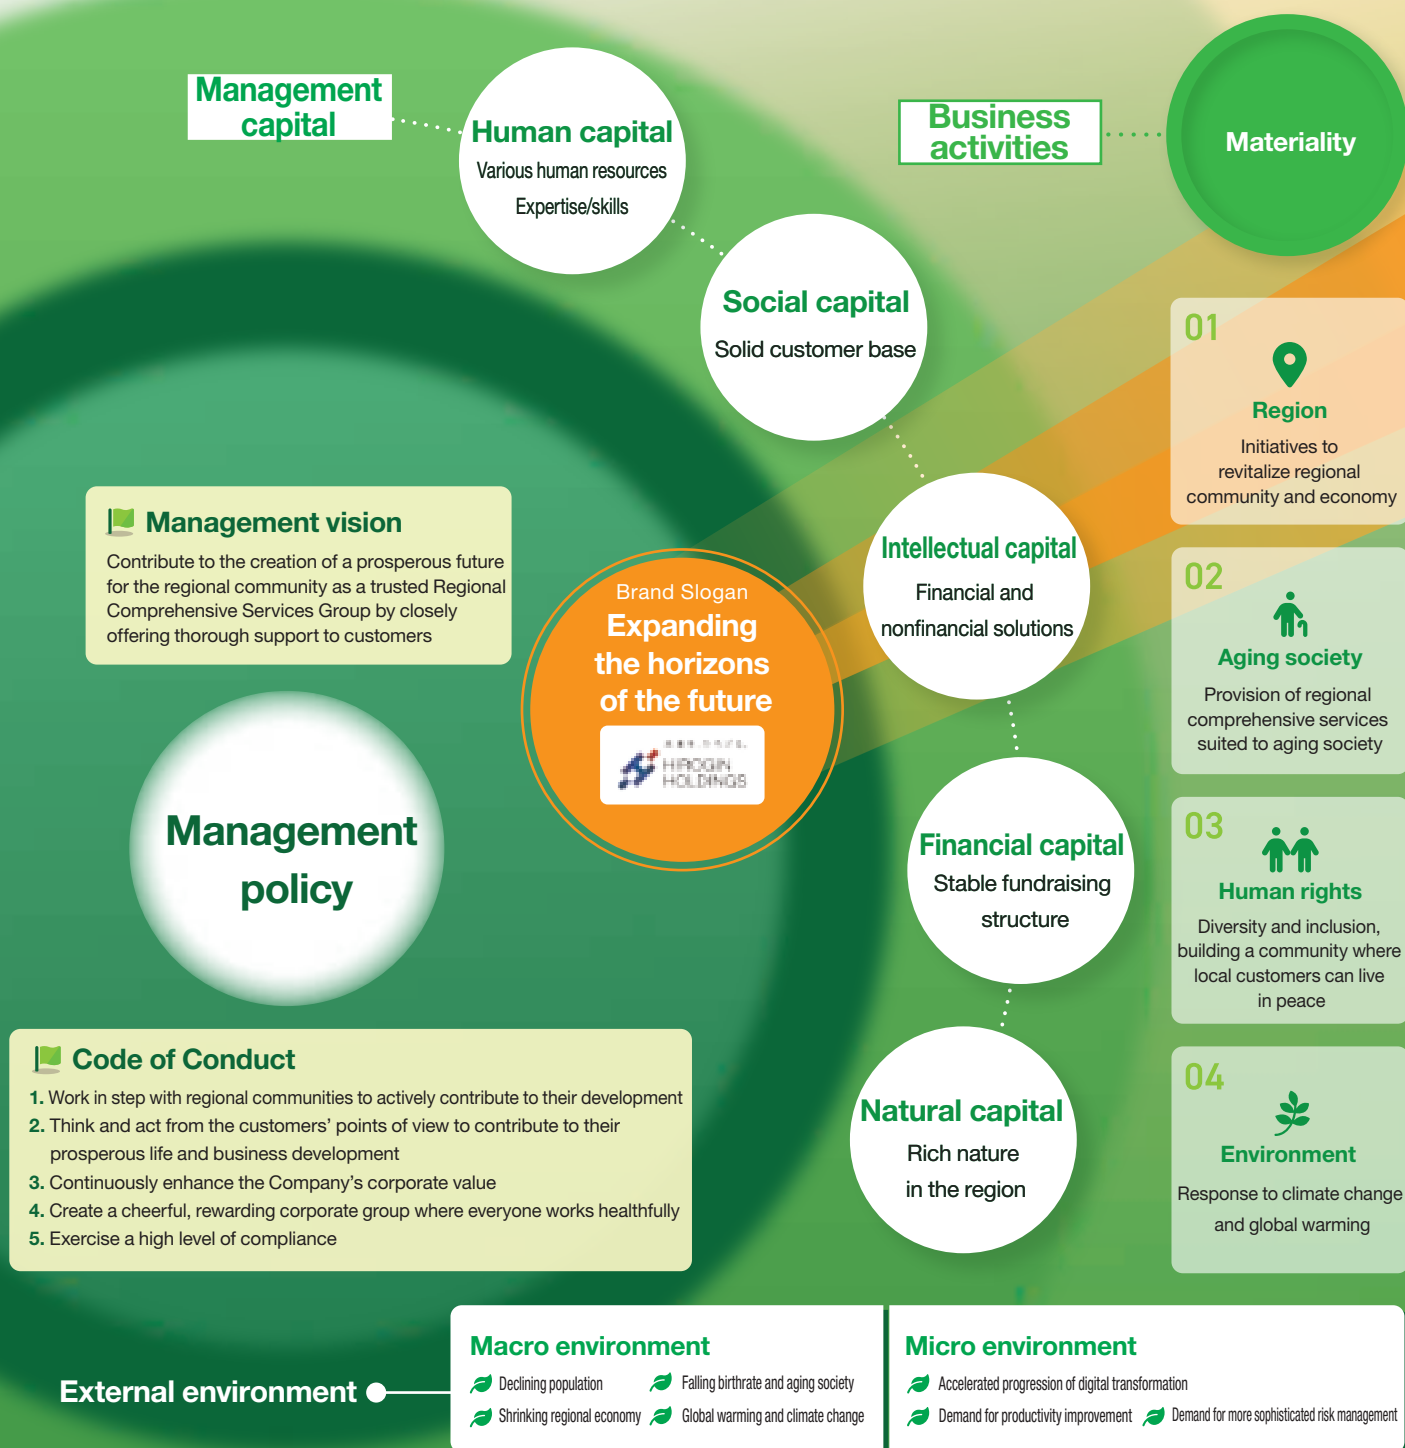 Management
capital
Human capital
Various human resources
Expertise/skills
Social capital
Solid customer base
Intellectual capital
Financial and
nonfinancial solutions
Financial capital
Stable fundraising
structure
Natural capital
Rich nature
in the region
Business
activities
Materiality
01
Region
Initiatives to
revitalize regional
community and economy
02
Aging society
Provision of regional
comprehensive services
suited to aging society
03
Human rights
Diversity and inclusion,
building a community where
local customers can live
in peace
04
Environment
Response to climate change
and global warming
Management vision
Contribute to the creation of a prosperous future
for the regional community as a trusted Regional
Comprehensive Services Group by closely
offering thorough support to customers
Brand Slogan
Expanding
the horizons
of the future
HIROGIN
HOLDINGS
Management
policy
Code of Conduct
1. Work in step with regional communities to actively contribute to their development
2. Think and act from the customers’ points of view to contribute to their
prosperous life and business development
3. Continuously enhance the Company’s corporate value
4. Create a cheerful, rewarding corporate group where everyone works healthfully
5. Exercise a high level of compliance
External environment
Macro environment
Declining population
Falling birthrate and aging society
Shrinking regional economy
Global warming and climate change
Micro environment
Accelerated progression of digital transformation
Demand for productivity improvement
Demand for more sophisticated risk management